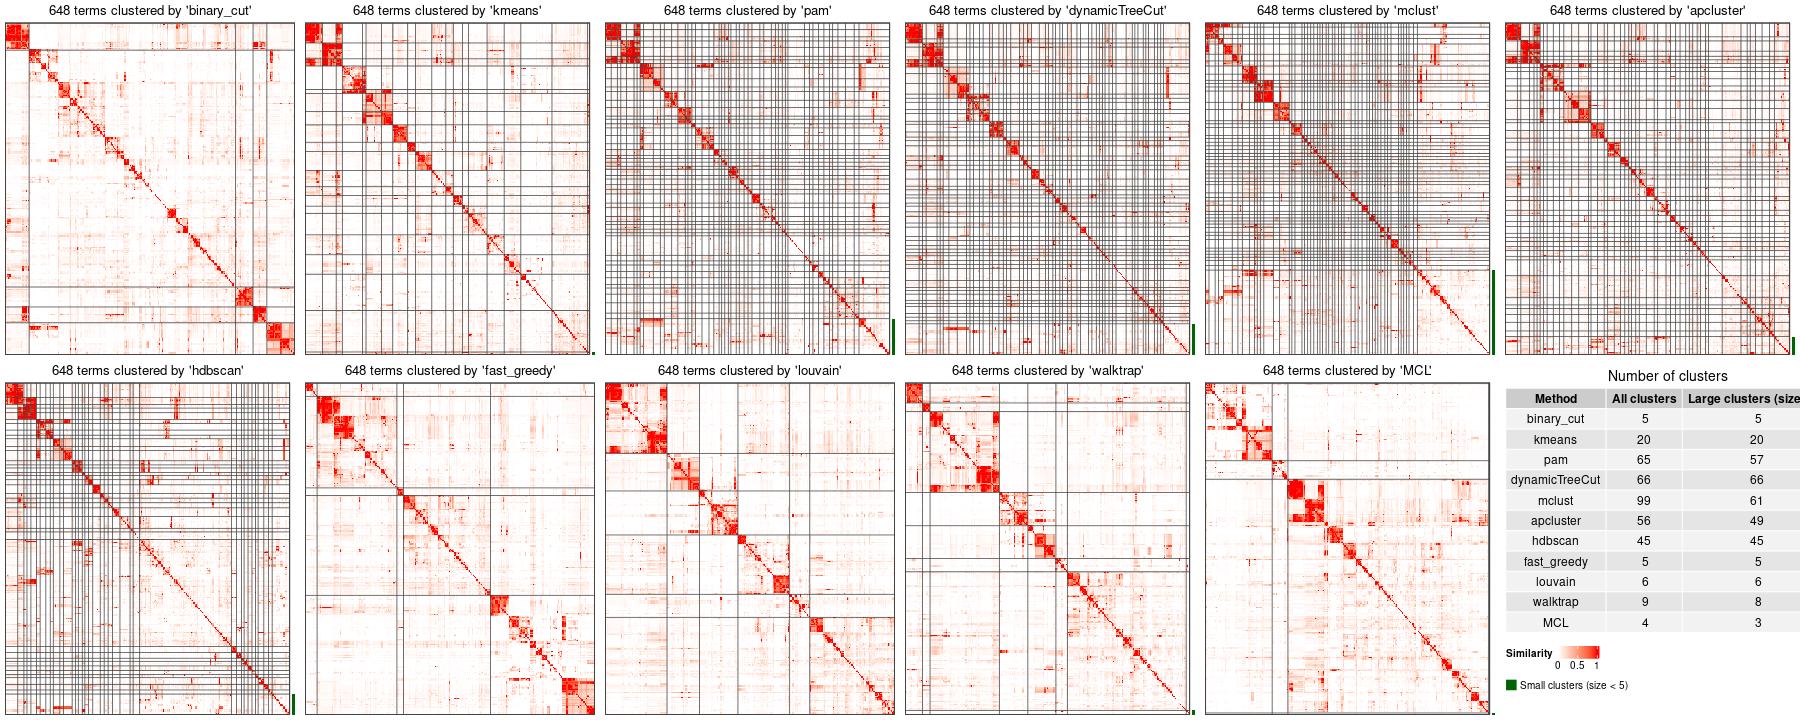 648 terms clustered by 'binary_cut'
648 terms clustered by 'kmeans'
648 terms clustered by 'pam'
648 terms clustered by 'dynamicTreeCut'
648 terms clustered by 'mclust'
648 terms clustered by 'apcluster'
648 terms clustered by 'hdbscan'
648 terms clustered by 'fast_greedy'
648 terms clustered by 'louvain'
648 terms clustered by 'walktrap'
648 terms clustered by 'MCL'
Number of clusters
Method All clusters Large clusters (size
binary_cut 5 5
kmeans 20 20
pam 65 57
dynamicTreeCut 66 66
mclust 99 61
apcluster 56 49
hdbscan 45 45
fast_greedy 5 5
louvain 6 6
walktrap 9 8
MCL 4 3
Similarity
0 0.5 1
Small clusters (size < 5)